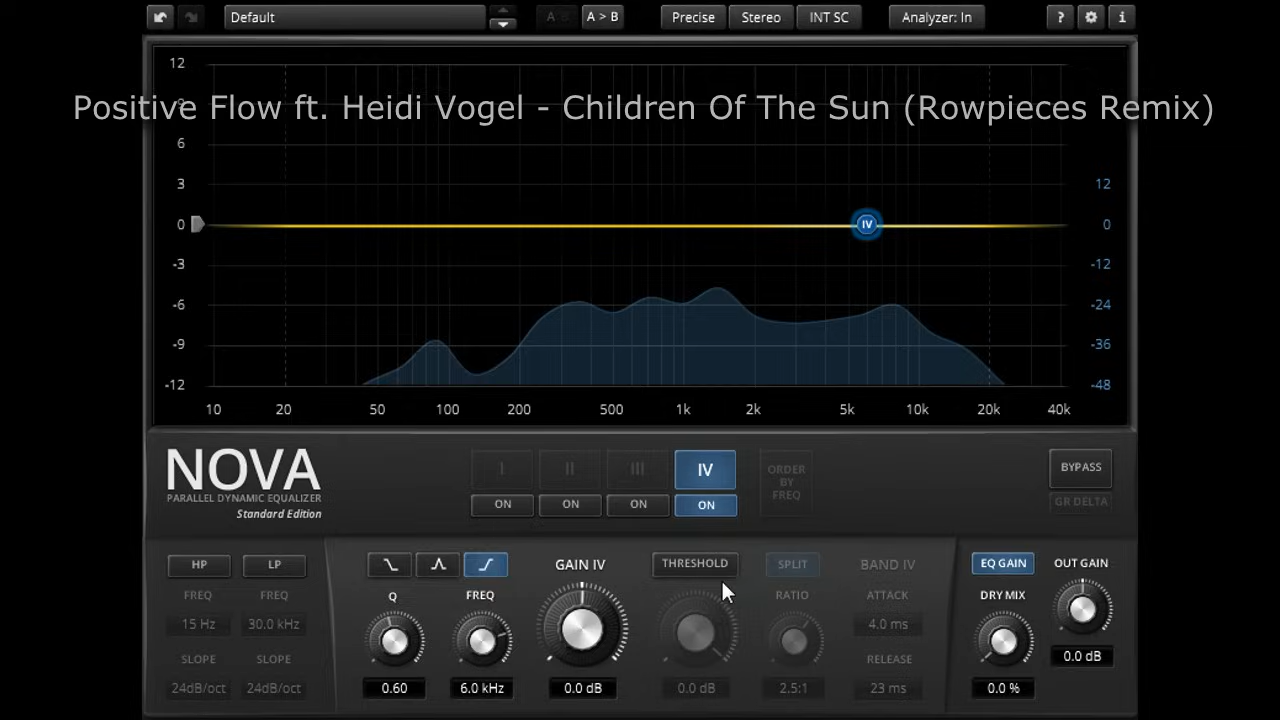 Default
A B
A > B
Precise
Stereo
INT SC
Analyzer: In
?
i
Positive Flow ft. Heidi Vogel - Children Of The Sun (Rowpieces Remix)
12
9
6
3
0
-3
-6
-9
-12
12
0
-12
-24
-36
-48
IV
10 20 50 100 200 500 1k 2k 5k 10k 20k 40k
NOVA
PARALLEL DYNAMIC EQUALIZER
Standard Edition
I II III IV
ON ON ON ON
ORDER
BY
FREQ
BYPASS
GR DELTA
HP LP
FREQ FREQ
15 Hz 30.0 kHz
SLOPE SLOPE
24dB/oct 24dB/oct
Q FREQ
0.60 6.0 kHz
GAIN IV
0.0 dB
THRESHOLD
0.0 dB
SPLIT
RATIO
2.5:1
BAND IV
ATTACK
4.0 ms
RELEASE
23 ms
EQ GAIN
DRY MIX
0.0 %
OUT GAIN
0.0 dB